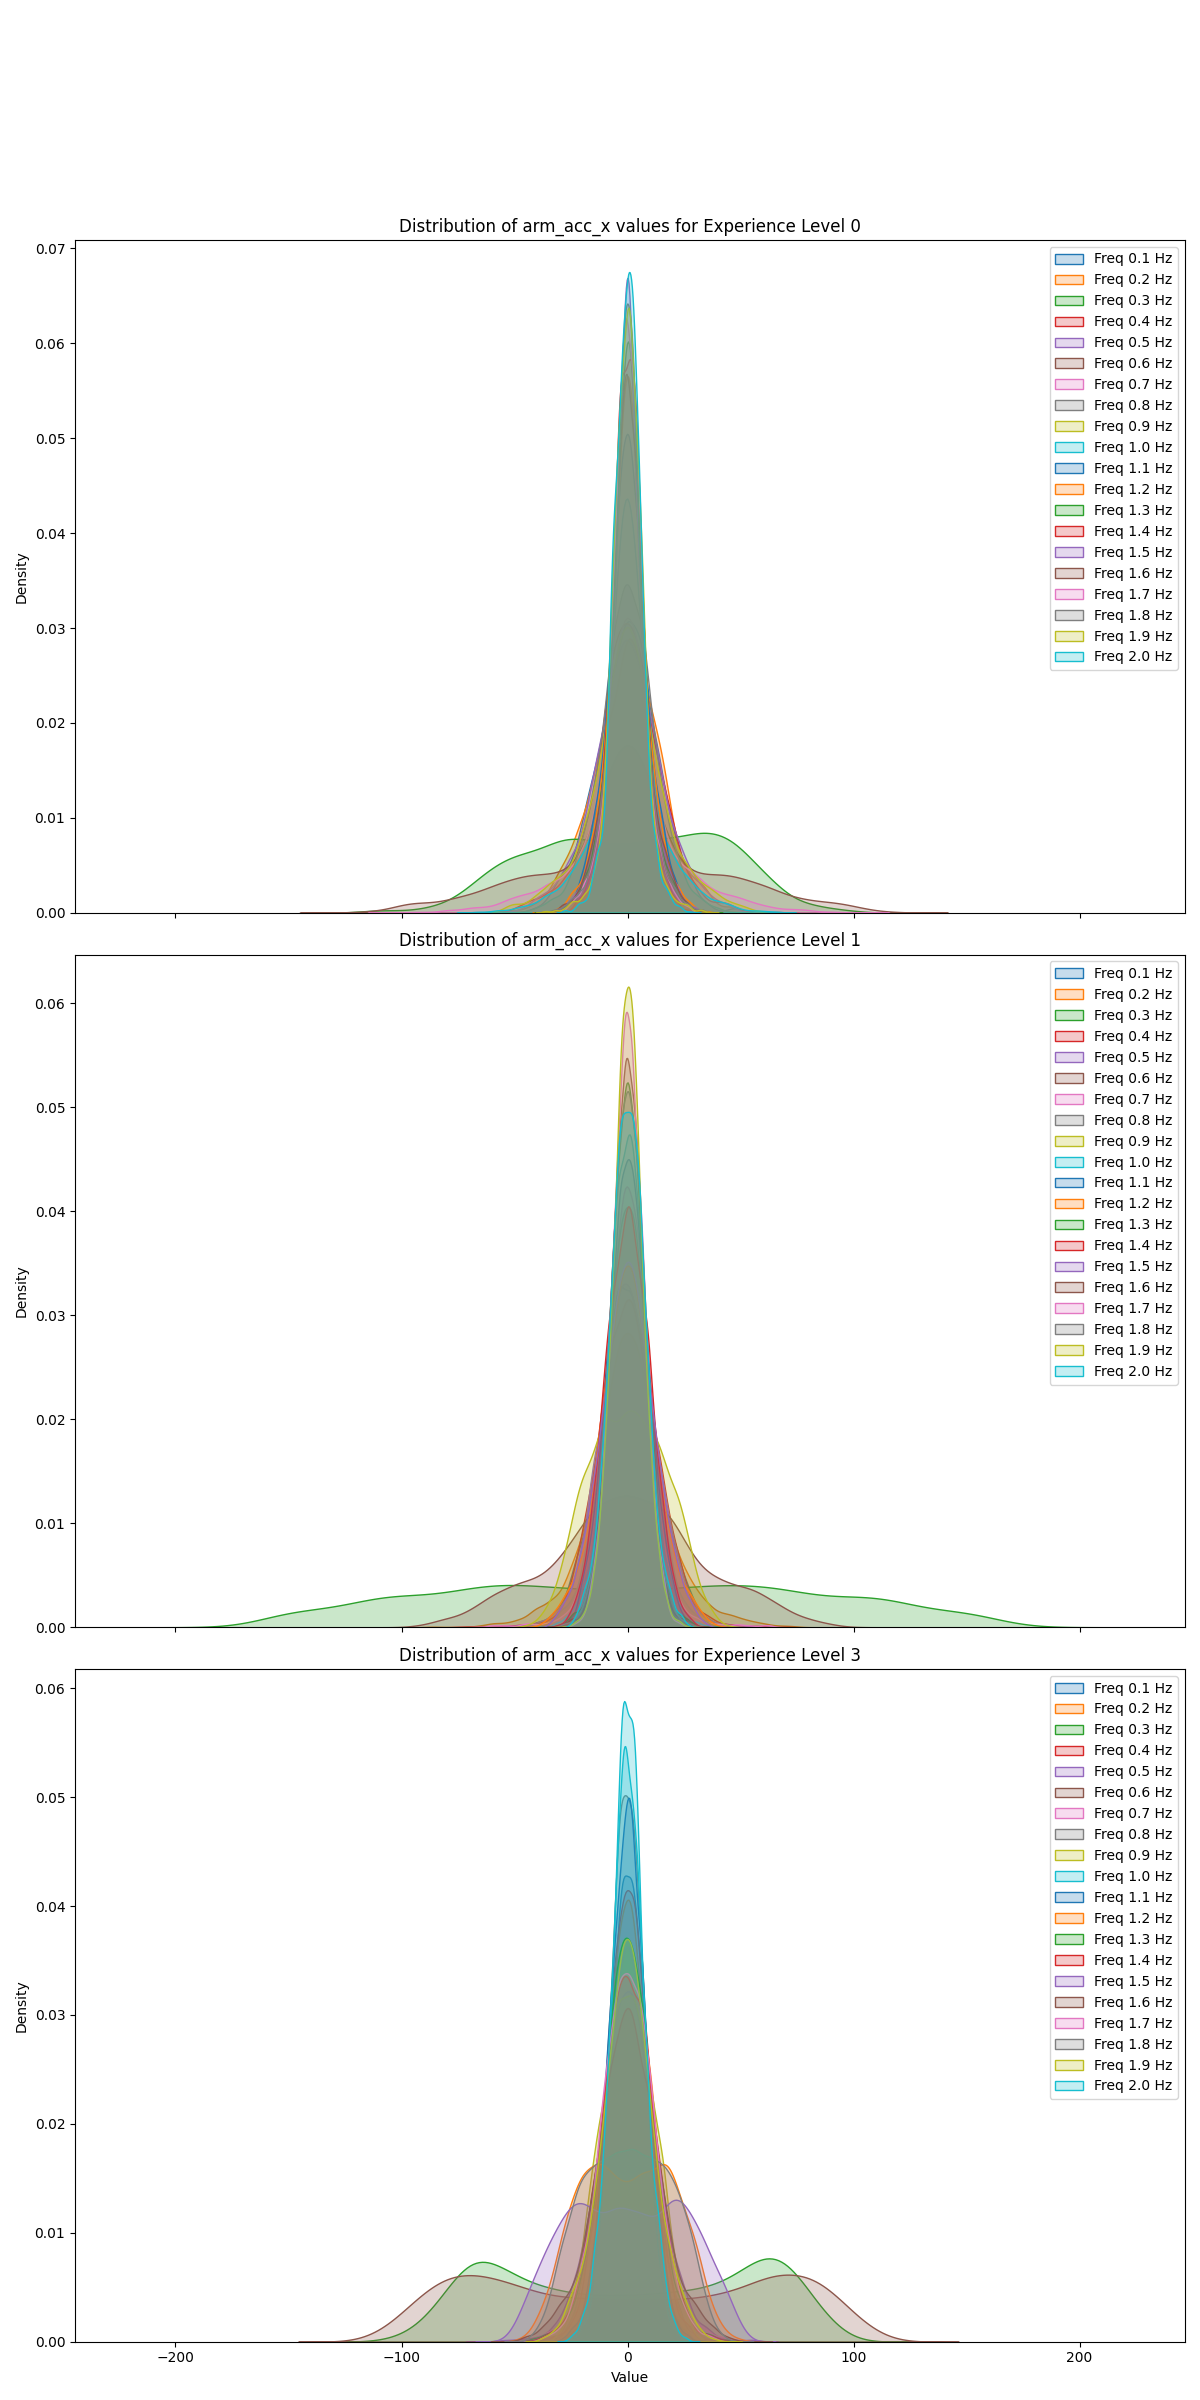 Distribution of arm_acc_x values for Experience Level 0
0.07
0.06
0.05
0.04
0.03
0.02
0.01
0.00
Density
Freq 0.1 Hz
Freq 0.2 Hz
Freq 0.3 Hz
Freq 0.4 Hz
Freq 0.5 Hz
Freq 0.6 Hz
Freq 0.7 Hz
Freq 0.8 Hz
Freq 0.9 Hz
Freq 1.0 Hz
Freq 1.1 Hz
Freq 1.2 Hz
Freq 1.3 Hz
Freq 1.4 Hz
Freq 1.5 Hz
Freq 1.6 Hz
Freq 1.7 Hz
Freq 1.8 Hz
Freq 1.9 Hz
Freq 2.0 Hz
Distribution of arm_acc_x values for Experience Level 1
0.06
0.05
0.04
0.03
0.02
0.01
0.00
Density
Freq 0.1 Hz
Freq 0.2 Hz
Freq 0.3 Hz
Freq 0.4 Hz
Freq 0.5 Hz
Freq 0.6 Hz
Freq 0.7 Hz
Freq 0.8 Hz
Freq 0.9 Hz
Freq 1.0 Hz
Freq 1.1 Hz
Freq 1.2 Hz
Freq 1.3 Hz
Freq 1.4 Hz
Freq 1.5 Hz
Freq 1.6 Hz
Freq 1.7 Hz
Freq 1.8 Hz
Freq 1.9 Hz
Freq 2.0 Hz
Distribution of arm_acc_x values for Experience Level 3
0.06
0.05
0.04
0.03
0.02
0.01
0.00
Density
Freq 0.1 Hz
Freq 0.2 Hz
Freq 0.3 Hz
Freq 0.4 Hz
Freq 0.5 Hz
Freq 0.6 Hz
Freq 0.7 Hz
Freq 0.8 Hz
Freq 0.9 Hz
Freq 1.0 Hz
Freq 1.1 Hz
Freq 1.2 Hz
Freq 1.3 Hz
Freq 1.4 Hz
Freq 1.5 Hz
Freq 1.6 Hz
Freq 1.7 Hz
Freq 1.8 Hz
Freq 1.9 Hz
Freq 2.0 Hz
−200 −100 0 100 200
Value